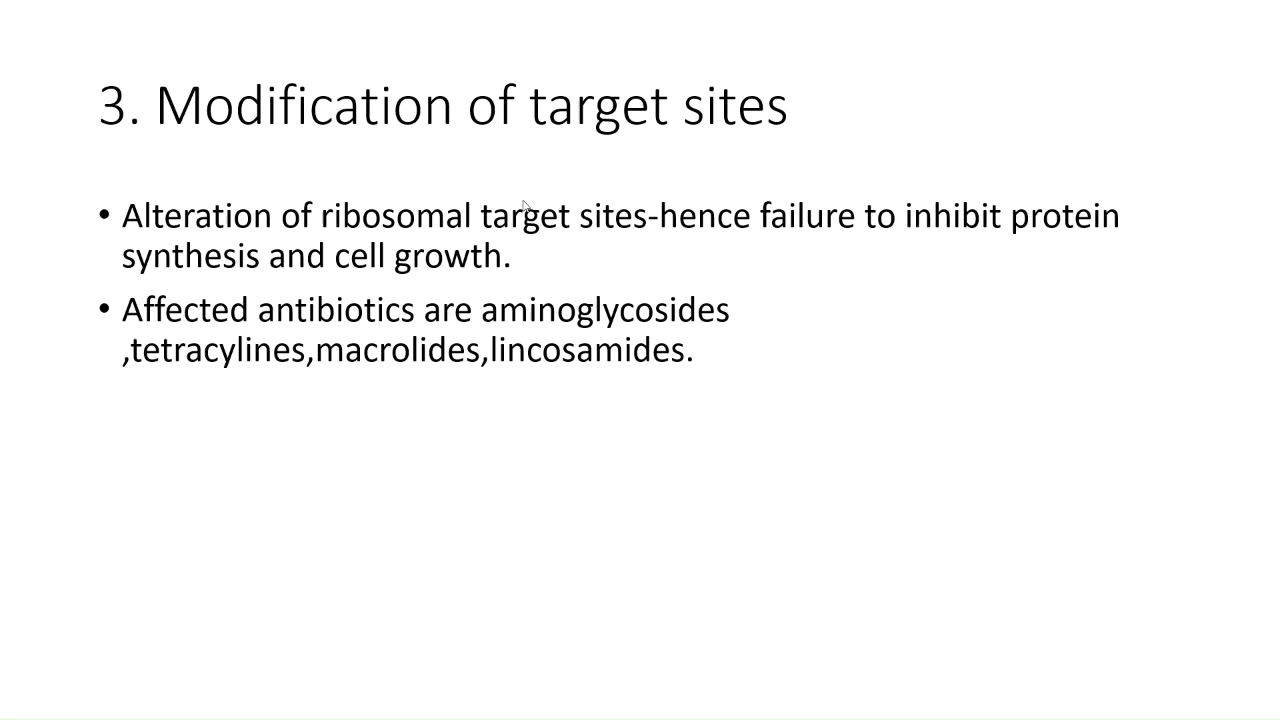 3. Modification of target sites
• Alteration of ribosomal target sites-hence failure to inhibit protein
synthesis and cell growth.
• Affected antibiotics are aminoglycosides
,tetracylines,macrolides,lincosamides.